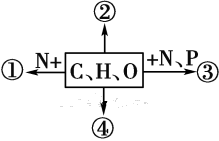 ②
N+
+N、P
①
C、H、O
③
④